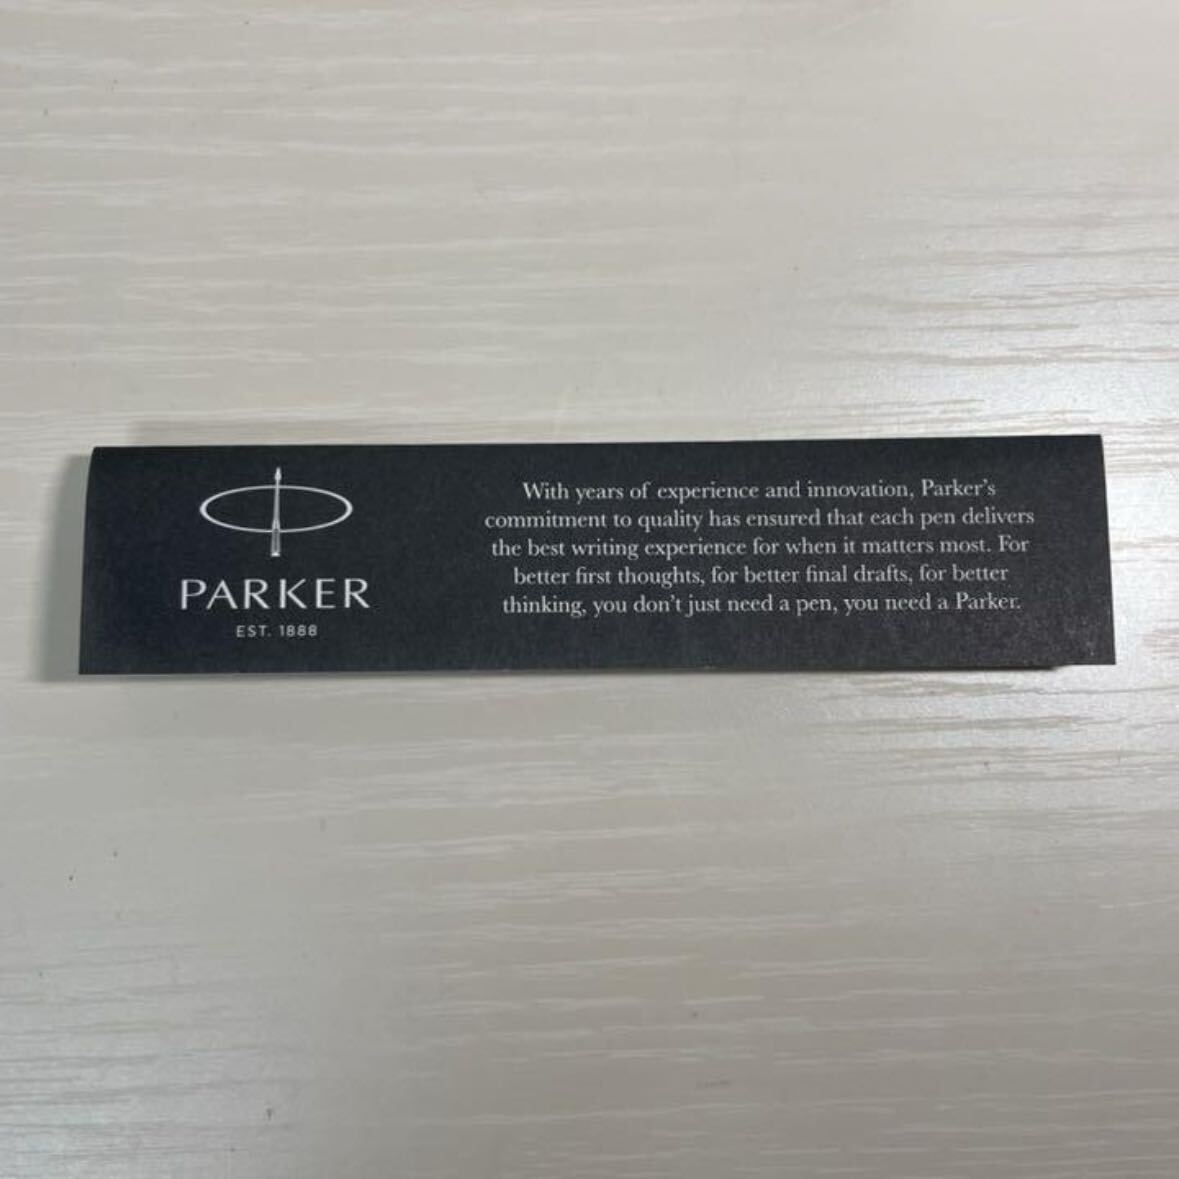 PARKER
EST. 1888
With years of experience and innovation, Parker's
commitment to quality has ensured that each pen delivers
the best writing experience for when it matters most. For
better first thoughts, for better final drafts, for better
thinking, you don't just need a pen, you need a Parker.